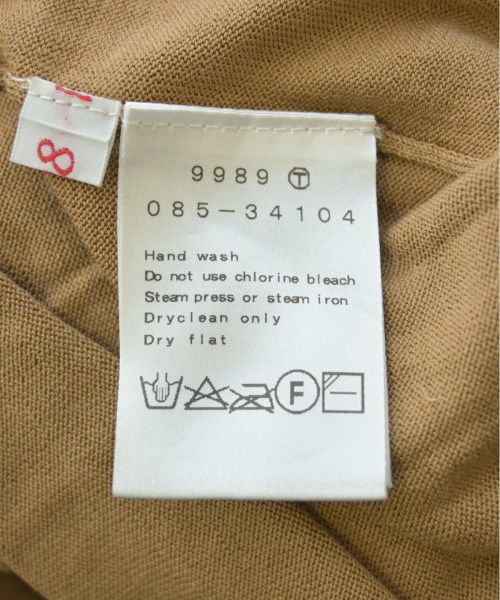 8
9989 Ⓣ
085-34104
Hand wash
Do not use chlorine bleach
Steam press or steam iron
Dryclean only
Dry flat
F